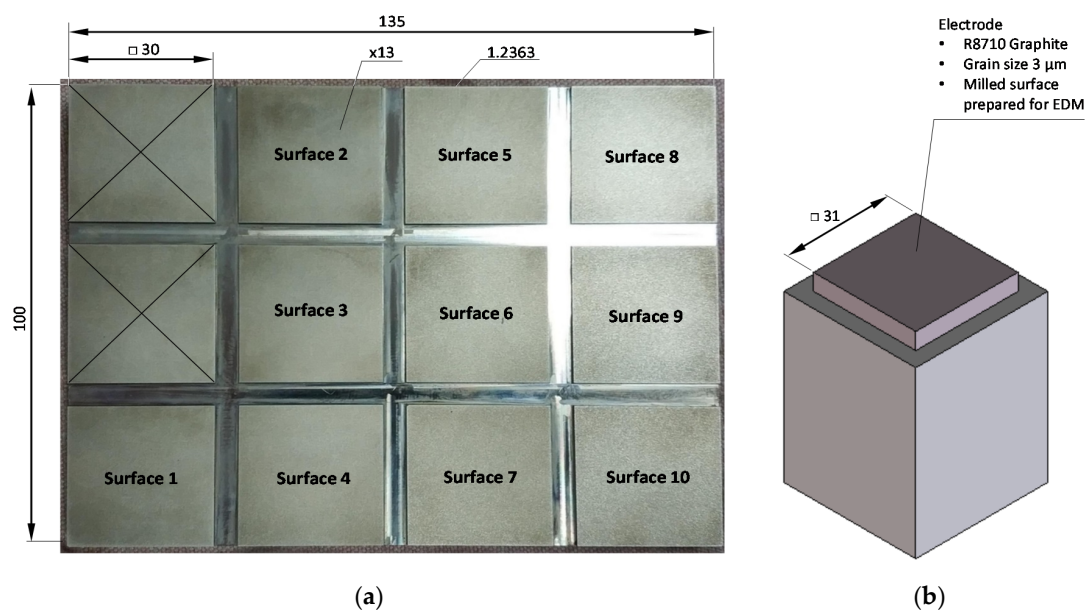 135
□ 30
x13
1.2363
100
Surface 2
Surface 5
Surface 8
Surface 3
Surface 6
Surface 9
Surface 1
Surface 4
Surface 7
Surface 10
(a)
Electrode
• R8710 Graphite
• Grain size 3 µm
• Milled surface
prepared for EDM
□ 31
(b)